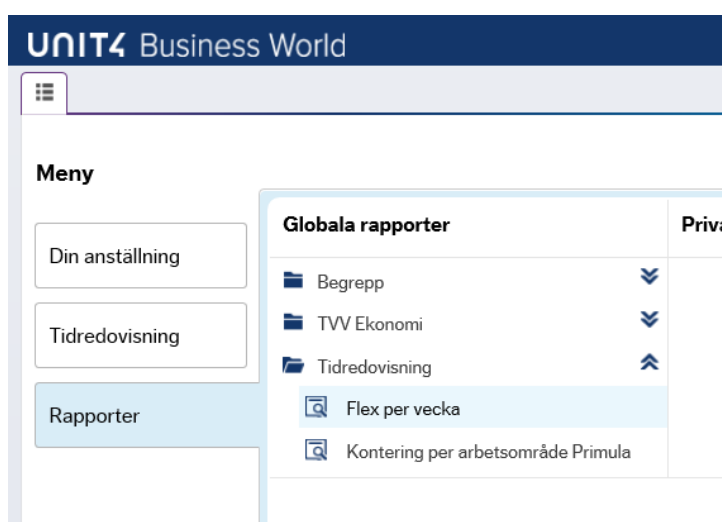 UNIT4 Business World
Meny
Din anställning
Tidredovisning
Rapporter
Globala rapporter
Begrepp
TVV Ekonomi
Tidredovisning
Flex per vecka
Kontering per arbetsområde Primula